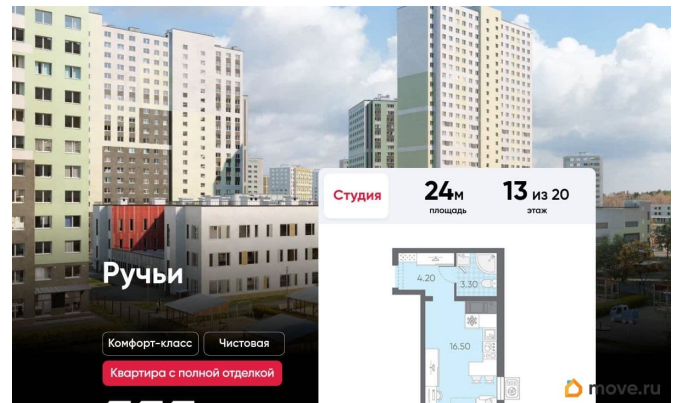 Студия
24м
площадь
13 из 20
этаж
Ручьи
4.20
3.30
16.50
Комфорт-класс
Чистовая
Квартира с полной отделкой
move.ru